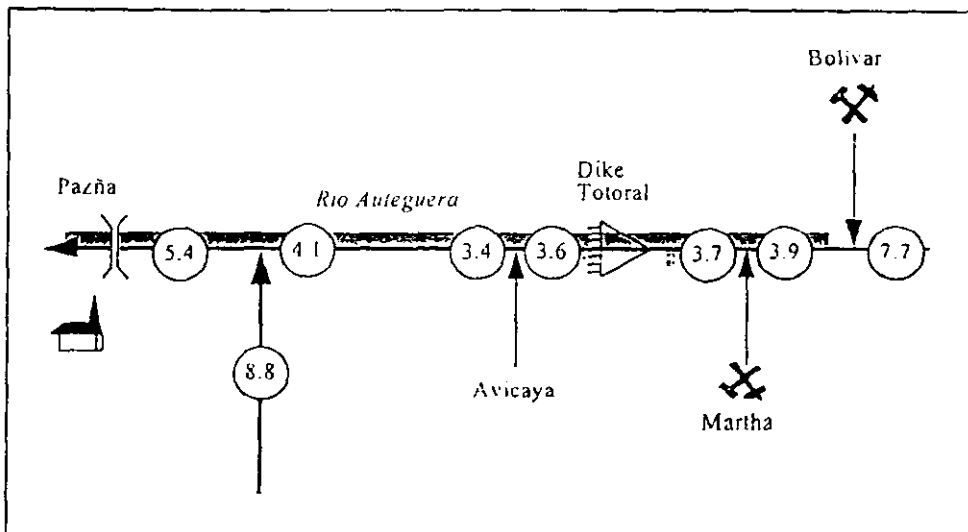 Bolivar
Dike
Totoral
Pazña
Rio Auteguera
5.4
4.1
3.4
3.6
3.7
3.9
7.7
8.8
Avicaya
Martha